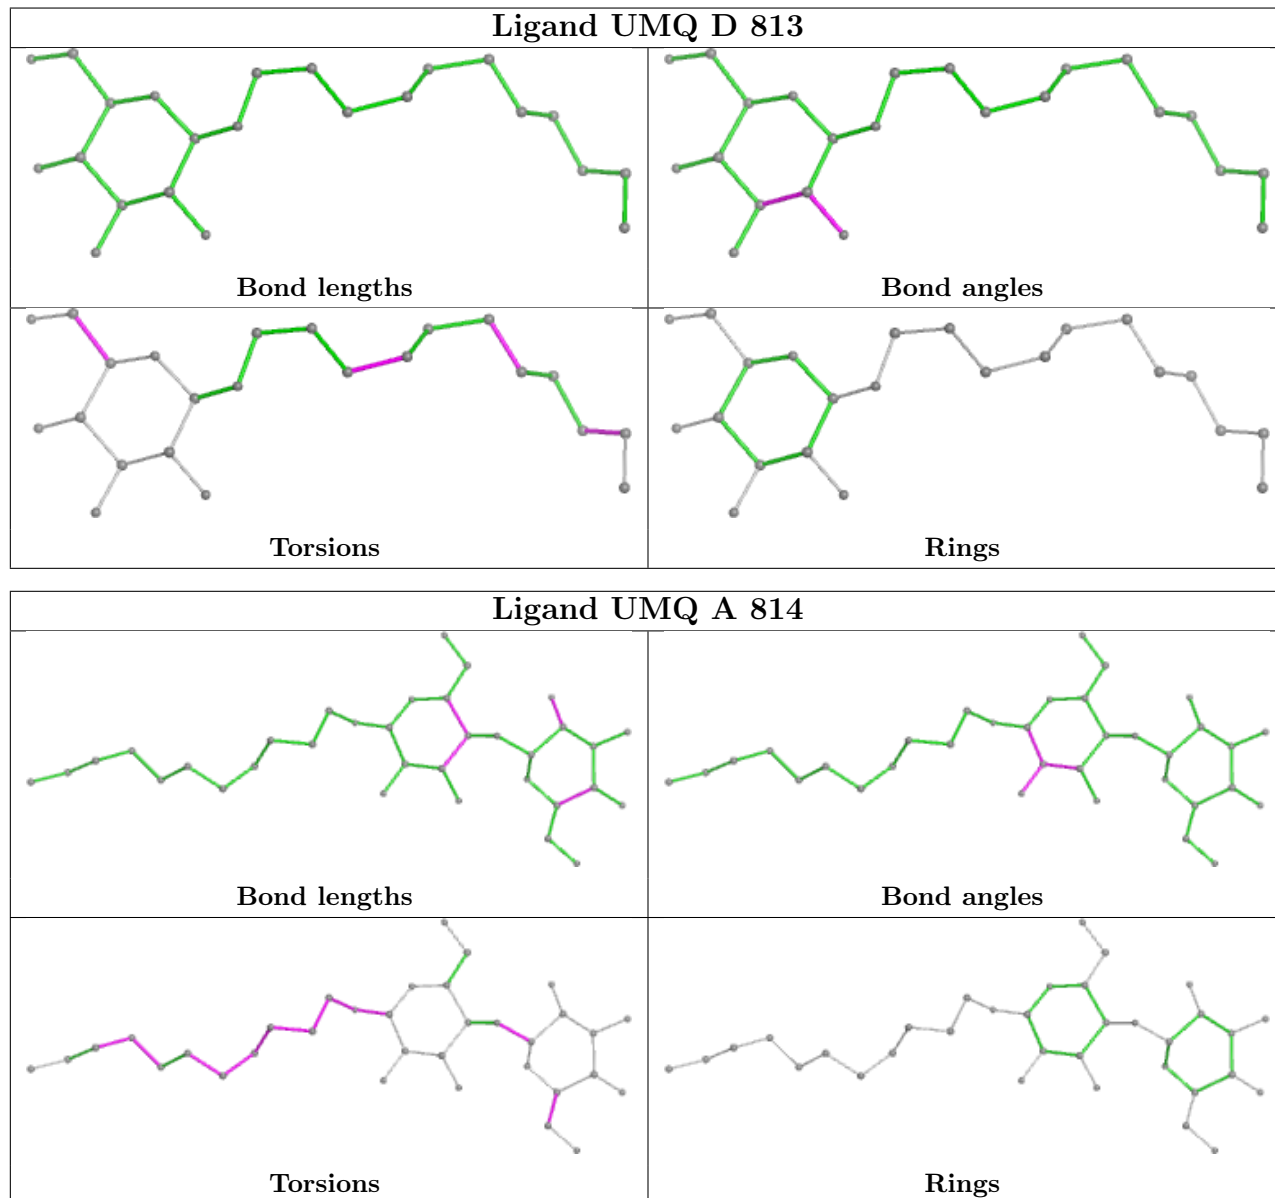 Ligand UMQ D 813
Bond lengths
Bond angles
Torsions
Rings
Ligand UMQ A 814
Bond lengths
Bond angles
Torsions
Rings